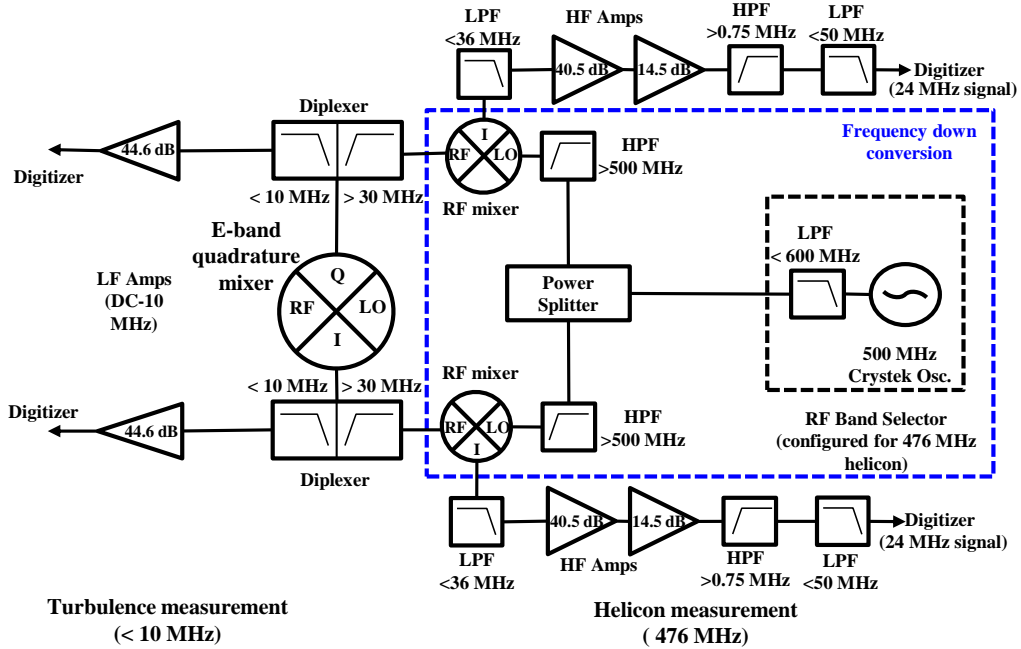 LPF
<36 MHz
HF Amps
HPF
>0.75 MHz
LPF
<50 MHz
40.5 dB
14.5 dB
Digitizer
(24 MHz signal)
Diplexer
44.6 dB
Digitizer
< 10 MHz
> 30 MHz
I
RF
LO
RF mixer
HPF
>500 MHz
Frequency down
conversion
E-band
quadrature
mixer
LF Amps
(DC-10
MHz)
Q
RF
LO
I
Power
Splitter
LPF
< 600 MHz
500 MHz
Crystek Osc.
RF Band Selector
(configured for 476 MHz
helicon)
< 10 MHz
> 30 MHz
RF mixer
RF
LO
I
HPF
>500 MHz
Digitizer
44.6 dB
Diplexer
LPF
<36 MHz
40.5 dB
14.5 dB
HF Amps
HPF
>0.75 MHz
LPF
<50 MHz
Digitizer
(24 MHz signal)
Turbulence measurement
(< 10 MHz)
Helicon measurement
( 476 MHz)